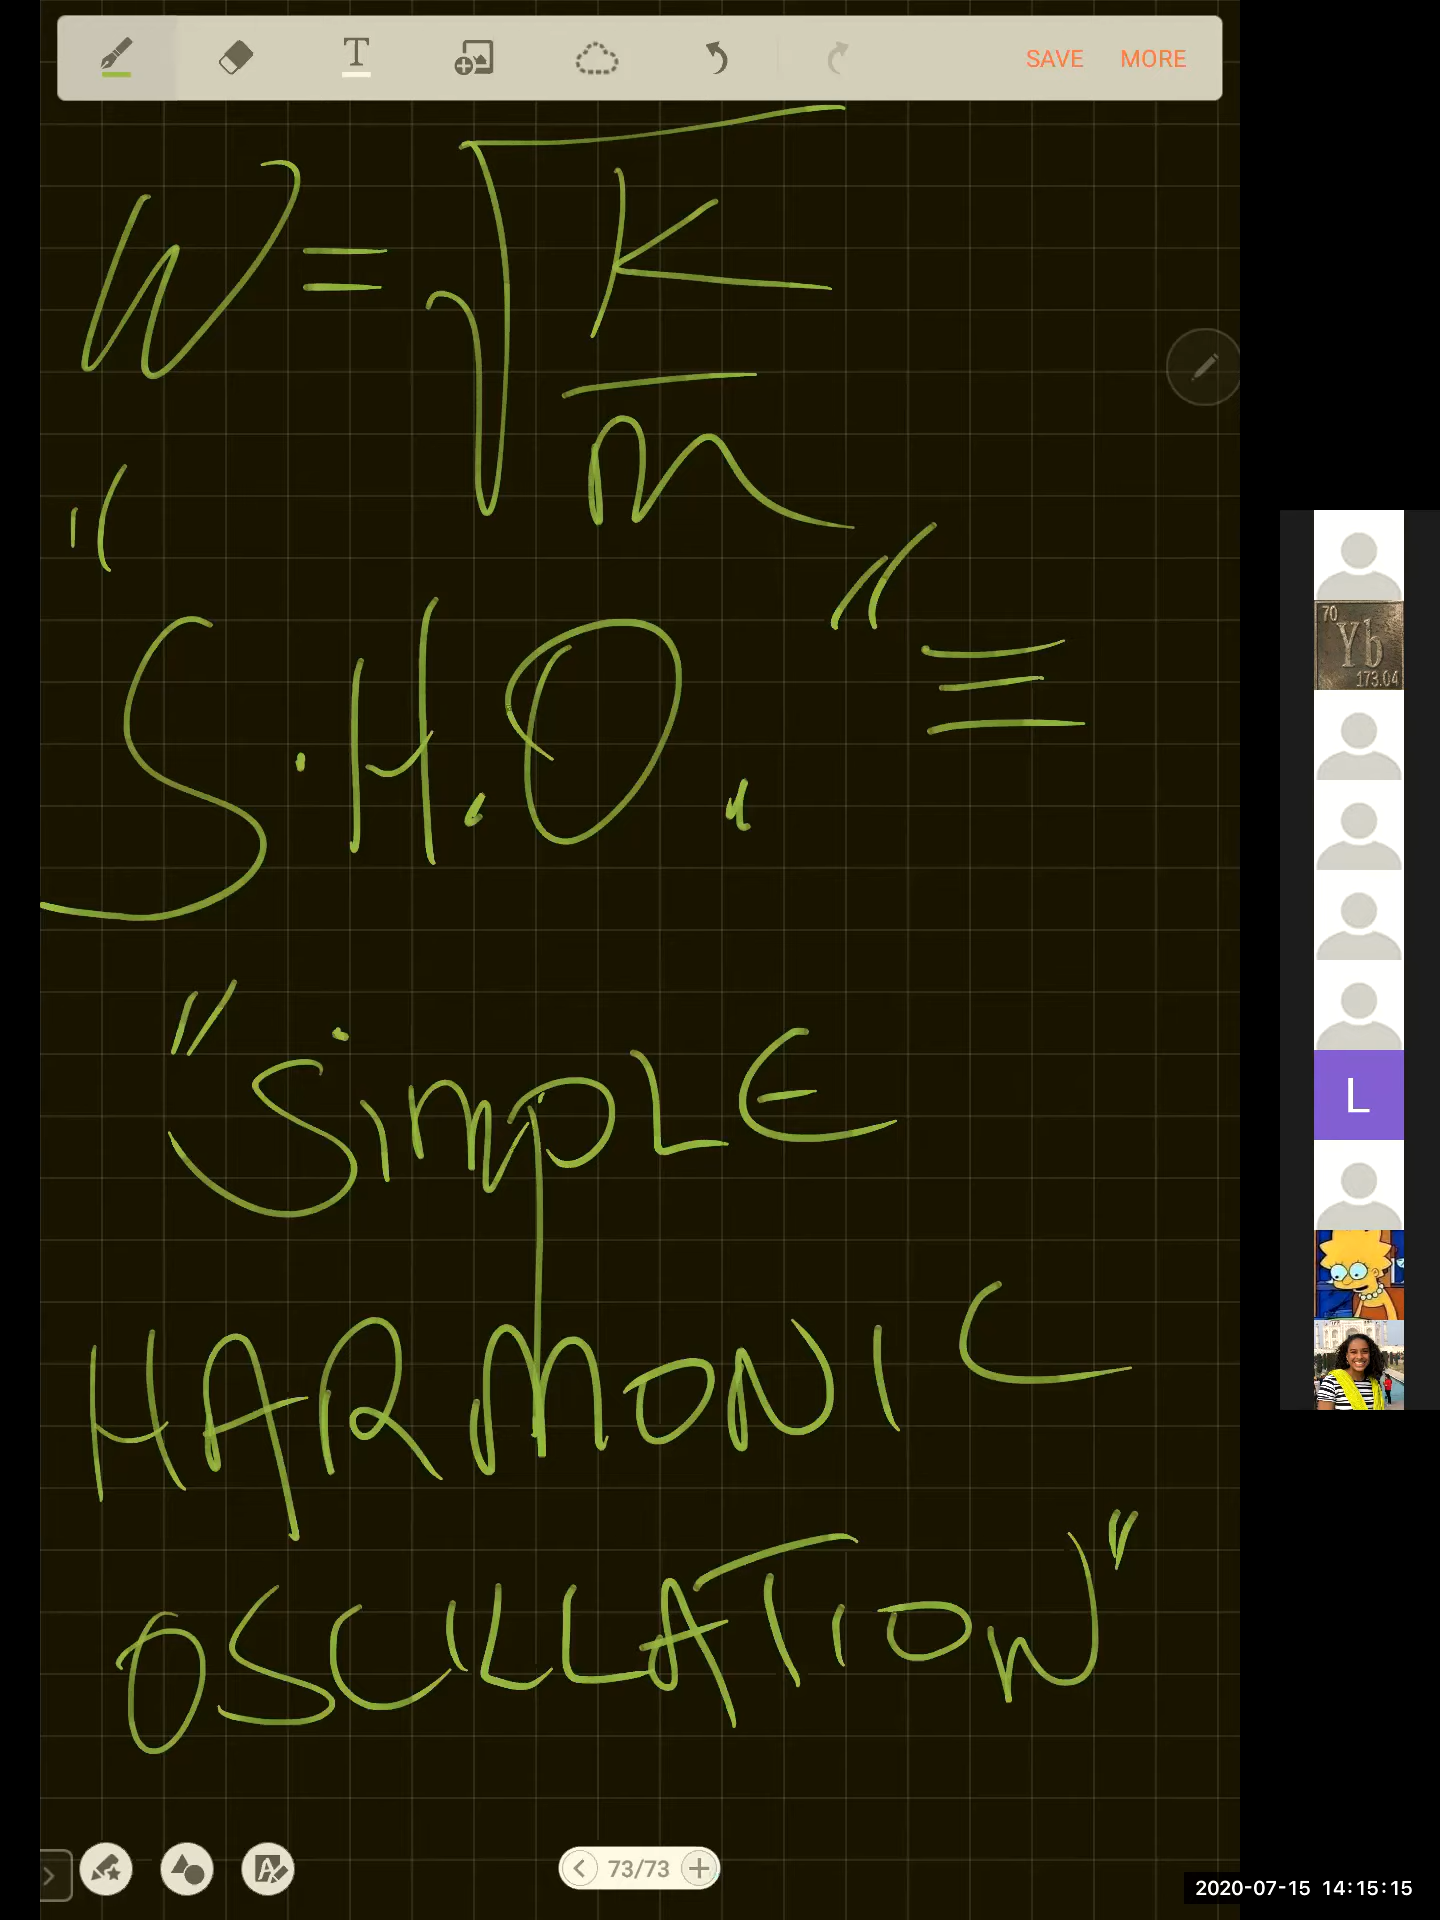 SAVE MORE
W = √K/m
"S.H.O." ≡
"SimpLE
HARMONIC
OSCILLATION"
70
Yb
173.04
L
73/73
2020-07-15 14:15:15